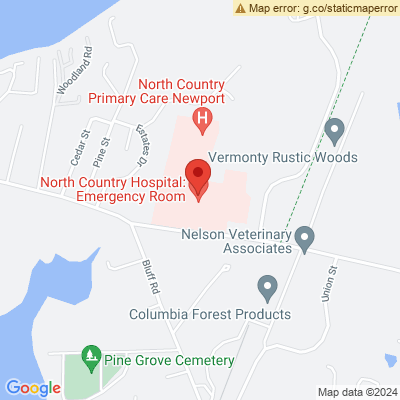 Map error: g.co/staticmaperror
Woodland Rd
North Country
Primary Care Newport
H
Cedar St
Pine St
Estates Dr
Vermonty Rustic Woods
North Country Hospital:
Emergency Room
Nelson Veterinary
Associates
Bluff Rd
Union St
Columbia Forest Products
Pine Grove Cemetery
Google
Map data ©2024